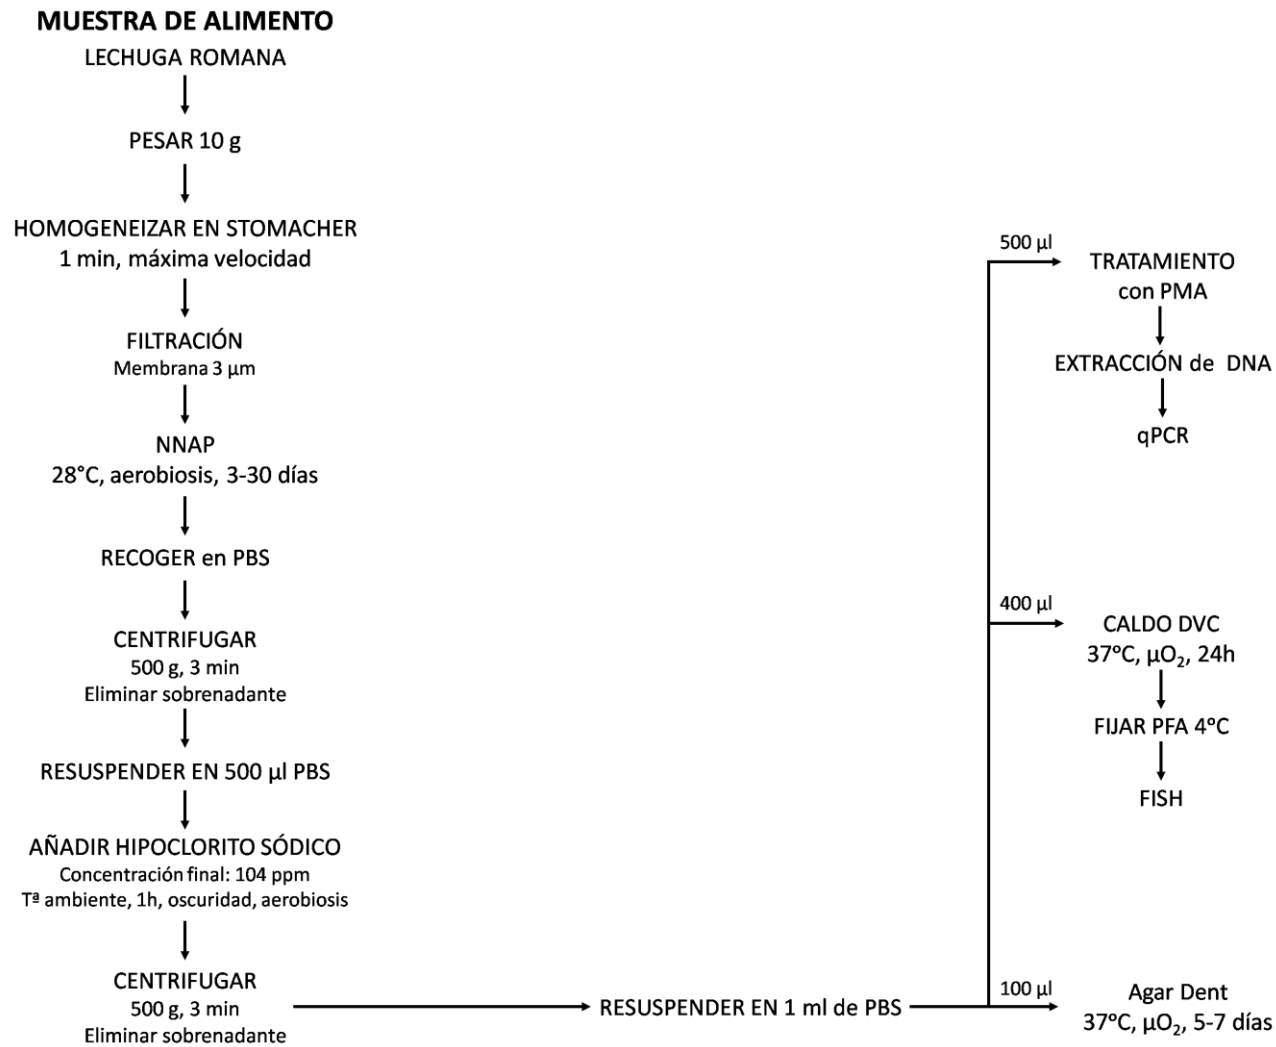 MUESTRA DE ALIMENTO
LECHUGA ROMANA
PESAR 10 g
HOMOGENEIZAR EN STOMACHER
1 min, máxima velocidad
FILTRACIÓN
Membrana 3 µm
NNAP
28°C, aerobiosis, 3-30 días
RECOGER en PBS
CENTRIFUGAR
500 g, 3 min
Eliminar sobrenadante
RESUSPENDER EN 500 µl PBS
AÑADIR HIPOCLORITO SÓDICO
Concentración final: 104 ppm
Tª ambiente, 1h, oscuridad, aerobiosis
CENTRIFUGAR
500 g, 3 min
Eliminar sobrenadante
RESUSPENDER EN 1 ml de PBS
500 µl
TRATAMIENTO
con PMA
EXTRACCIÓN de DNA
qPCR
400 µl
CALDO DVC
37ºC, µO₂, 24h
FIJAR PFA 4ºC
FISH
100 µl
Agar Dent
37ºC, µO₂, 5-7 días